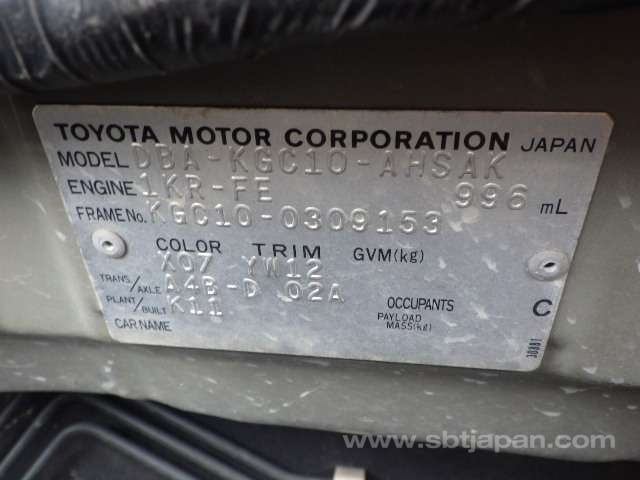 TOYOTA MOTOR CORPORATION JAPAN
MODEL DBA-KGC10-AHSAK
ENGINE 1KR-FE 996 mL
FRAME No. KGC10-0309153
COLOR TRIM GVM(kg)
X07 YW12
TRANS/AXLE A4B-D 02A OCCUPANTS C
PLANT/BUILT K11 PAYLOAD MASS(kg)
CAR NAME
www.sbtjapan.com